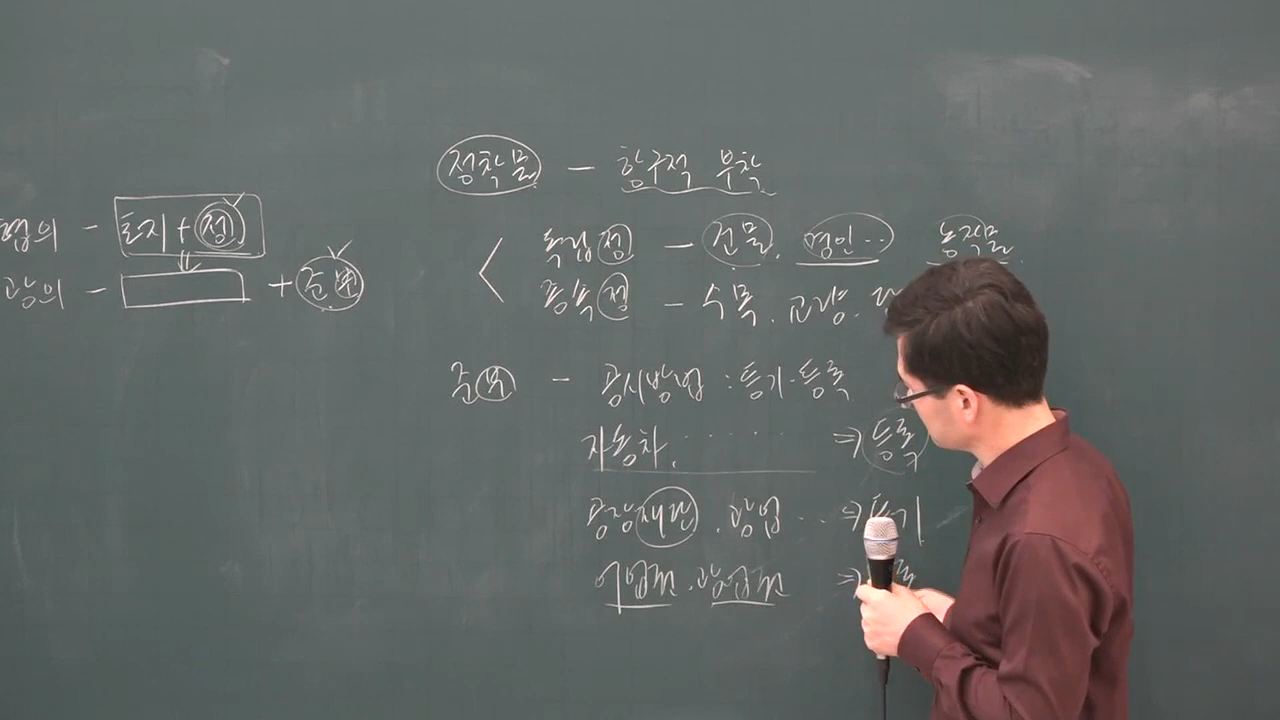 협의 - 토지 + 정)
광의 - + 준부
정착물 - 항구적 부착
독립정 - 건물. 명인.. 농작물
종속정 - 수목. 교량.
준부 - 공시방법 : 등기·등록
자동차. ⇒ 등록
공장재단. 광업 .. ⇒ 등기
어업권. 광업권 ⇒